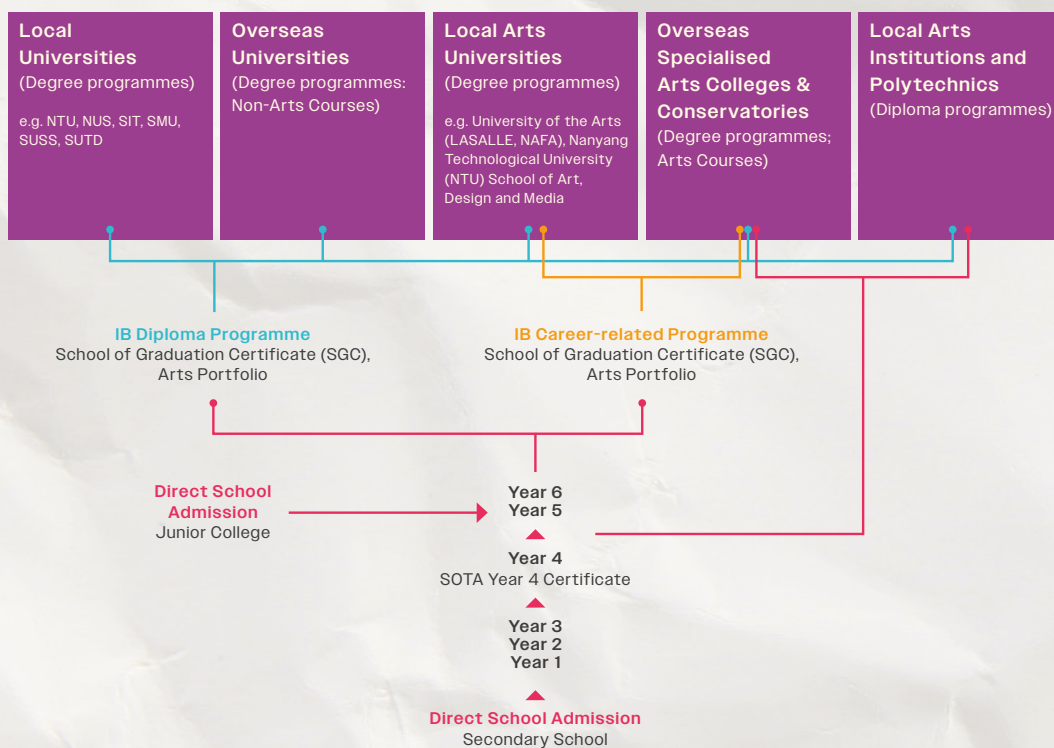 Local
Universities
(Degree programmes)
e.g. NTU, NUS, SIT, SMU,
SUSS, SUTD
Overseas
Universities
(Degree programmes:
Non-Arts Courses)
Local Arts
Universities
(Degree programmes)
e.g. University of the Arts
(LASALLE, NAFA), Nanyang
Technological University
(NTU) School of Art,
Design and Media
Overseas
Specialised
Arts Colleges &
Conservatories
(Degree programmes;
Arts Courses)
Local Arts
Institutions and
Polytechnics
(Diploma programmes)
IB Diploma Programme
School of Graduation Certificate (SGC),
Arts Portfolio
IB Career-related Programme
School of Graduation Certificate (SGC),
Arts Portfolio
Direct School
Admission
Junior College
Year 6
Year 5
Year 4
SOTA Year 4 Certificate
Year 3
Year 2
Year 1
Direct School Admission
Secondary School